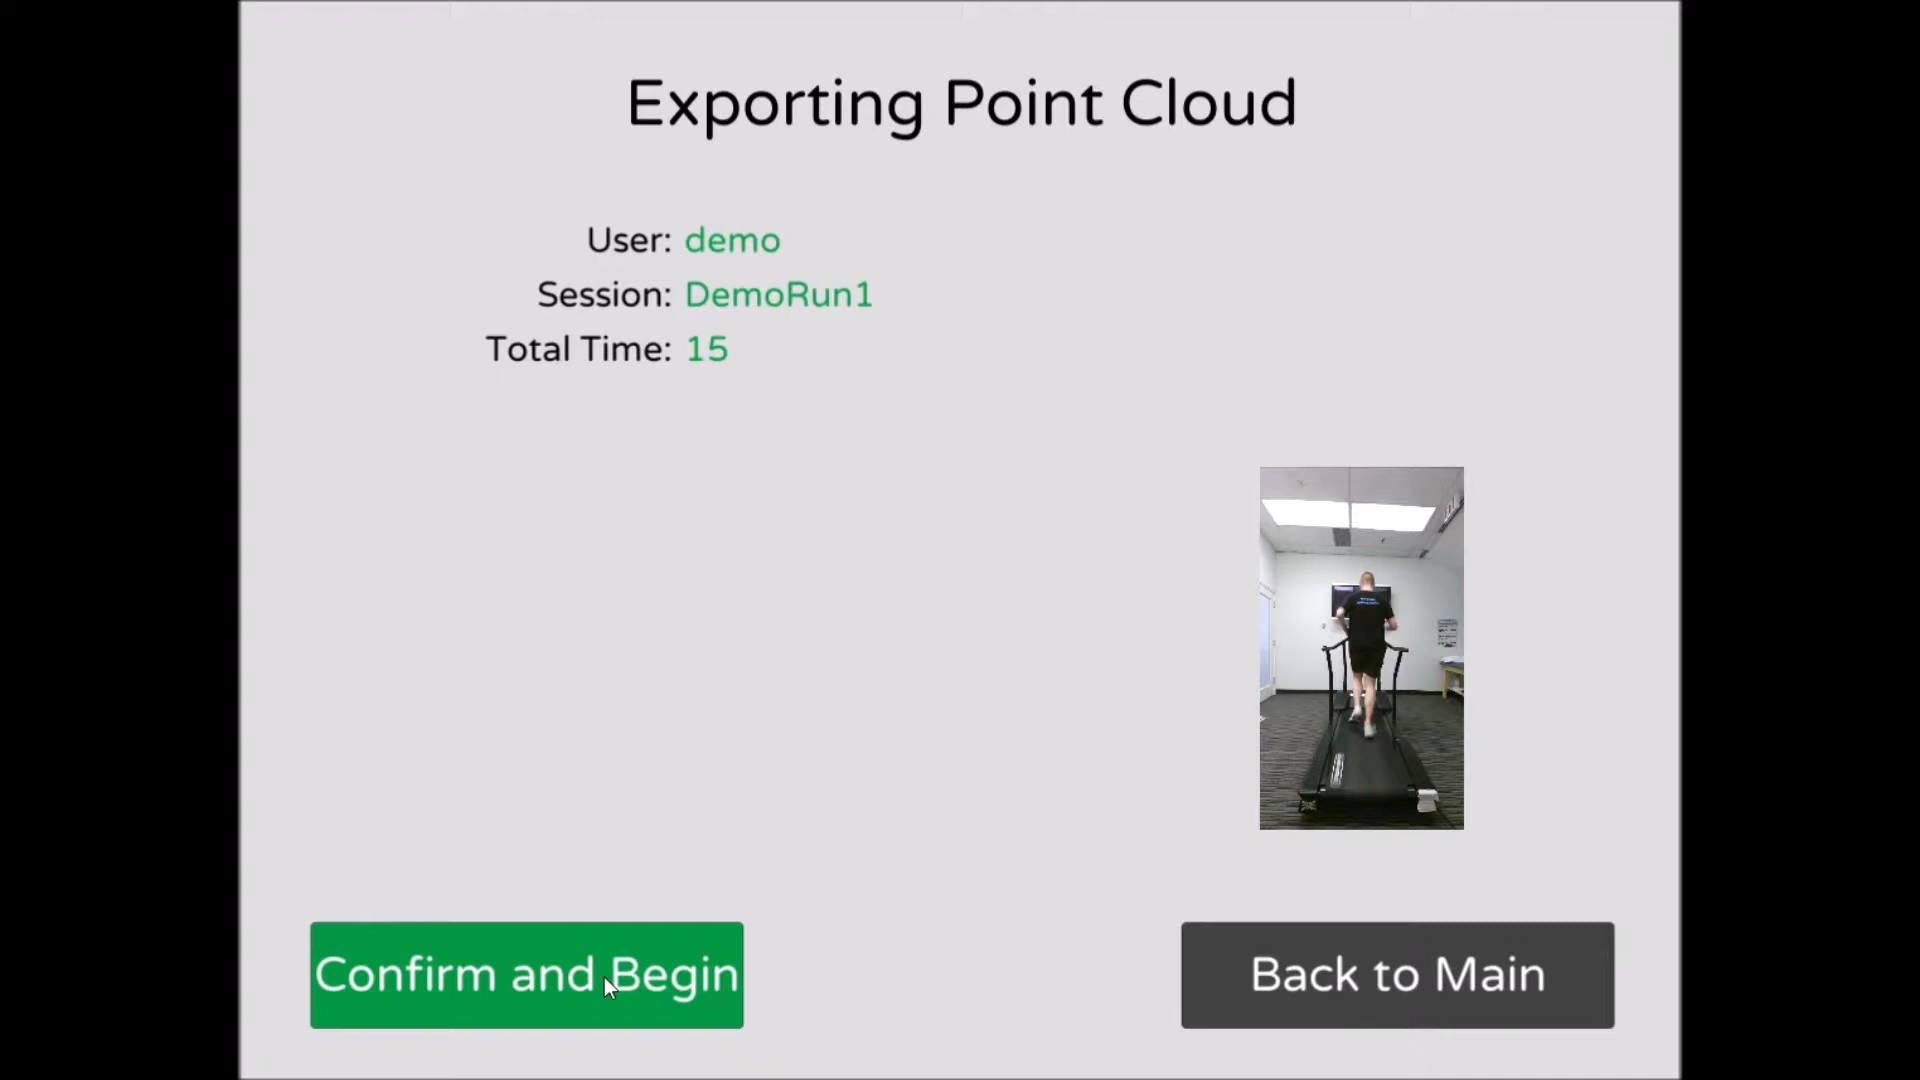 Exporting Point Cloud
User: demo
Session: DemoRun1
Total Time: 15
Confirm and Begin
Back to Main